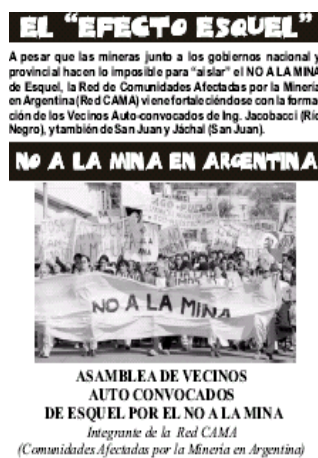 EL "EFECTO ESQUEL"
A pesar que las mineras junto a los gobiernos nacional y
provincial hacen lo imposible para "aislar" el NO A LA MINA
de Esquel, la Red de Comunidades Afectadas por la Minería
en Argentina (Red CAMA) viene fortaleciéndose con la forma-
ción de los Vecinos Auto-convocados de Ing. Jacobacci (Río
Negro), y también de San Juan y Jáchal (San Juan).
NO A LA MINA EN ARGENTINA
NO A LA MINA
ASAMBLEA DE VECINOS
AUTO CONVOCADOS
DE ESQUEL POR EL NO A LA MINA
Integrante de la Red CAMA
(Comunidades Afectadas por la Minería en Argentina)